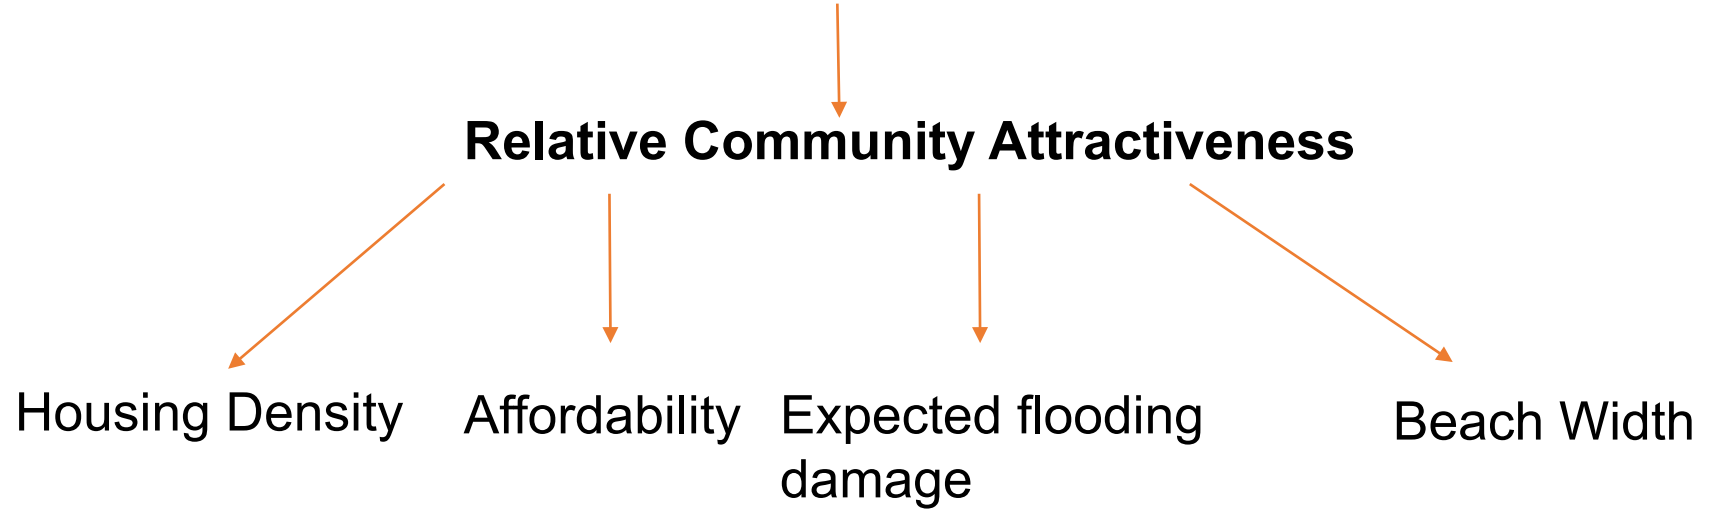 Relative Community Attractiveness
Housing Density
Affordability
Expected flooding
damage
Beach Width